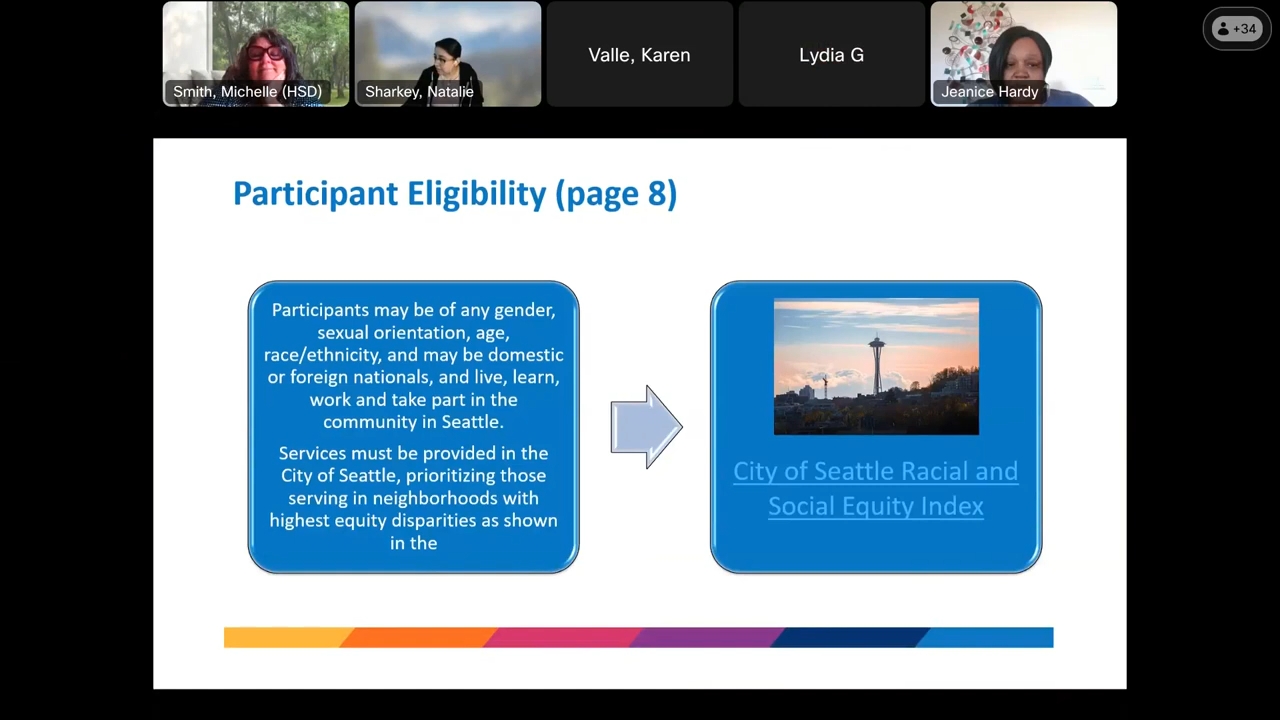 Smith, Michelle (HSD)
Sharkey, Natalie
Valle, Karen
Lydia G
Jeanice Hardy
+34
Participant Eligibility (page 8)
Participants may be of any gender,
sexual orientation, age,
race/ethnicity, and may be domestic
or foreign nationals, and live, learn,
work and take part in the
community in Seattle.
Services must be provided in the
City of Seattle, prioritizing those
serving in neighborhoods with
highest equity disparities as shown
in the
City of Seattle Racial and
Social Equity Index